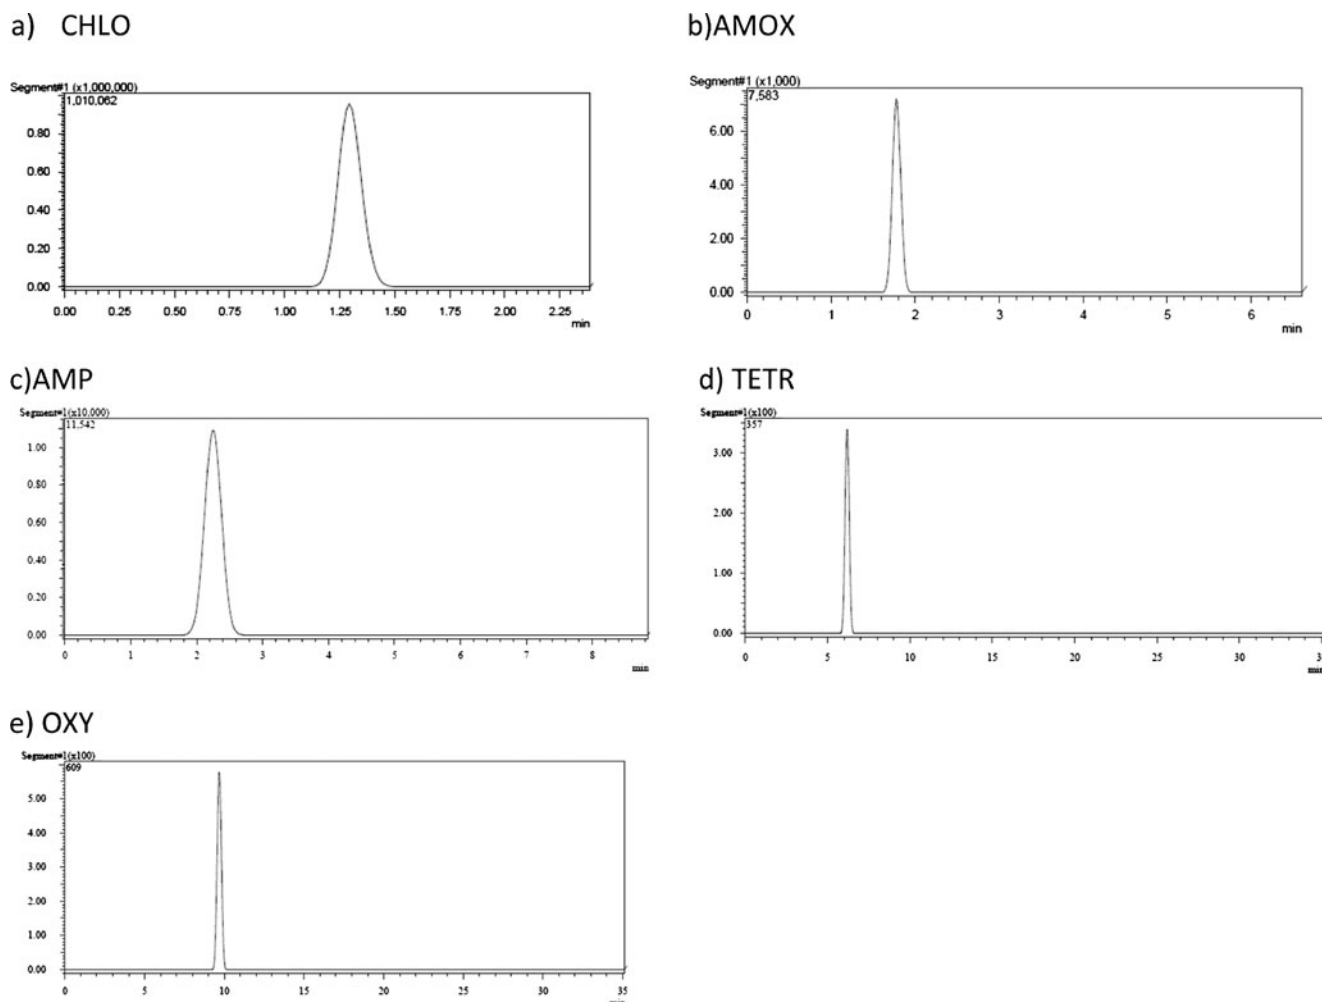 a) CHLO
Segment#1 (x1,000,000)
1,010,062
0.80
0.60
0.40
0.20
0.00
0.00 0.25 0.50 0.75 1.00 1.25 1.50 1.75 2.00 2.25
min
b)AMOX
Segment#1 (x1,000)
7,583
6.00
4.00
2.00
0.00
0 1 2 3 4 5 6
min
c)AMP
Segment#1(x10,000)
11,542
1.00
0.80
0.60
0.40
0.20
0.00
0 1 2 3 4 5 6 7 8
min
d) TETR
Segment#1(x100)
357
3.00
2.00
1.00
0.00
0 5 10 15 20 25 30
e) OXY
Segment#1(x100)
609
5.00
4.00
3.00
2.00
1.00
0.00
0 5 10 15 20 25 30 35
min